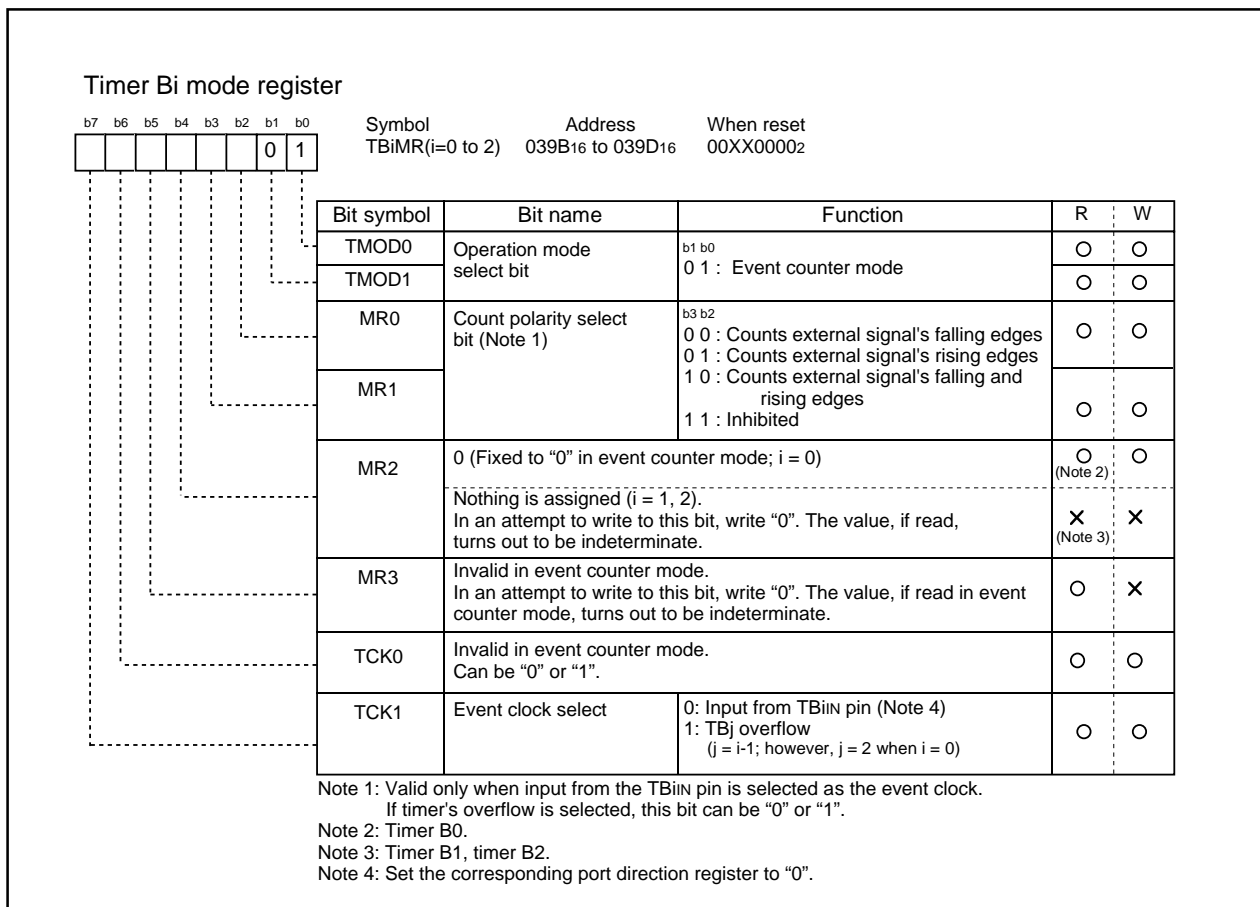 Timer Bi mode register
b7 b6 b5 b4 b3 b2 b1 b0
0 1
Symbol Address When reset
TBiMR(i=0 to 2) 039B16 to 039D16 00XX00002
Bit symbol Bit name Function R W
TMOD0 Operation mode b1 b0 O O
select bit 0 1 : Event counter mode
TMOD1 O O
MR0 Count polarity select b3 b2 O O
bit (Note 1) 0 0 : Counts external signal's falling edges
0 1 : Counts external signal's rising edges
MR1 1 0 : Counts external signal's falling and
rising edges O O
1 1 : Inhibited
MR2 0 (Fixed to “0” in event counter mode; i = 0) O O
(Note 2)
Nothing is assigned (i = 1, 2).
In an attempt to write to this bit, write “0”. The value, if read, X X
turns out to be indeterminate. (Note 3)
MR3 Invalid in event counter mode.
In an attempt to write to this bit, write “0”. The value, if read in event O X
counter mode, turns out to be indeterminate.
TCK0 Invalid in event counter mode. O O
Can be “0” or “1”.
TCK1 Event clock select 0: Input from TBiIN pin (Note 4)
1: TBj overflow O O
(j = i-1; however, j = 2 when i = 0)
Note 1: Valid only when input from the TBiIN pin is selected as the event clock.
If timer's overflow is selected, this bit can be “0” or “1”.
Note 2: Timer B0.
Note 3: Timer B1, timer B2.
Note 4: Set the corresponding port direction register to “0”.